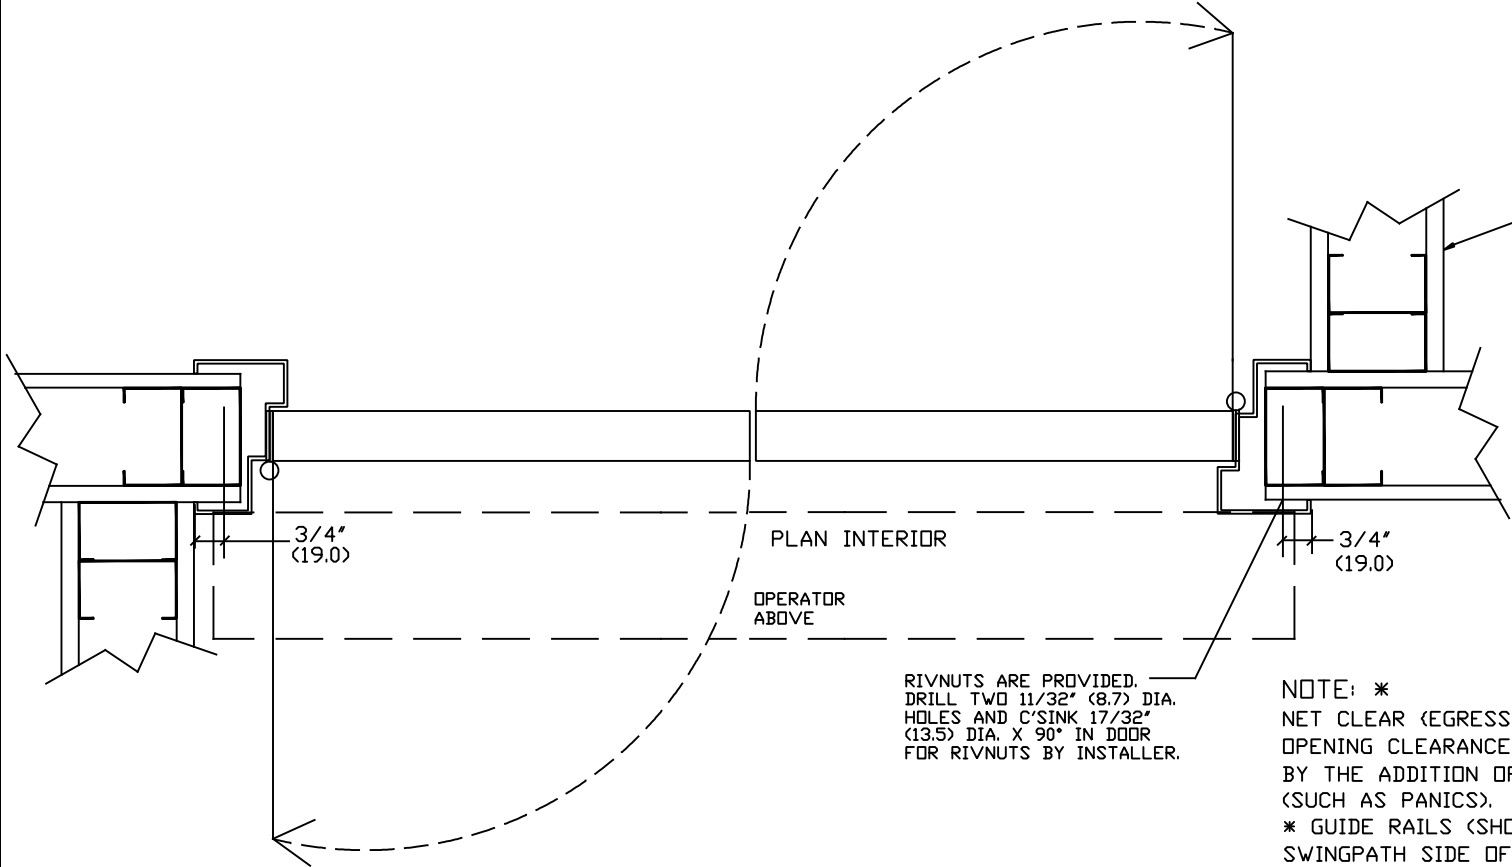 3/4"
(19.0)
PLAN INTERIOR
3/4"
(19.0)
OPERATOR
ABOVE
RIVNUTS ARE PROVIDED.
DRILL TWO 11/32" (8.7) DIA.
HOLES AND C'SINK 17/32"
(13.5) DIA. X 90° IN DOOR
FOR RIVNUTS BY INSTALLER.
NOTE: *
NET CLEAR (EGRESS
OPENING CLEARANCE
BY THE ADDITION OF
(SUCH AS PANICS).
* GUIDE RAILS (SHO
SWINGPATH SIDE OF